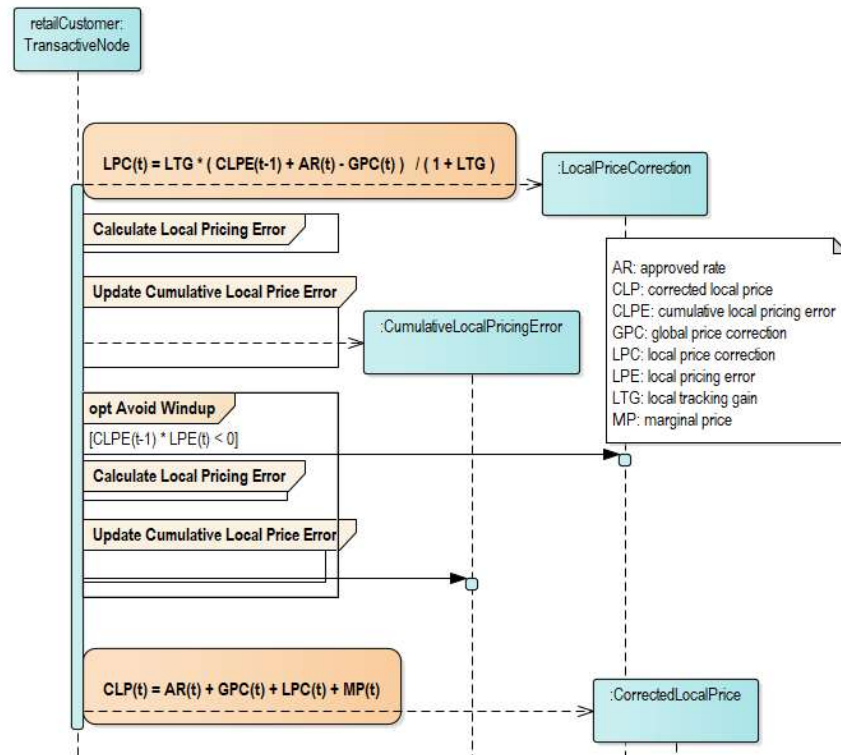 retailCustomer:
TransactiveNode
LPC(t) = LTG * ( CLPE(t-1) + AR(t) - GPC(t) ) / ( 1 + LTG )
:LocalPriceCorrection
Calculate Local Pricing Error
AR: approved rate
CLP: corrected local price
CLPE: cumulative local pricing error
GPC: global price correction
LPC: local price correction
LPE: local pricing error
LTG: local tracking gain
MP: marginal price
Update Cumulative Local Price Error
:CumulativeLocalPricingError
opt Avoid Windup
[CLPE(t-1) * LPE(t) < 0]
Calculate Local Pricing Error
Update Cumulative Local Price Error
CLP(t) = AR(t) + GPC(t) + LPC(t) + MP(t)
:CorrectedLocalPrice